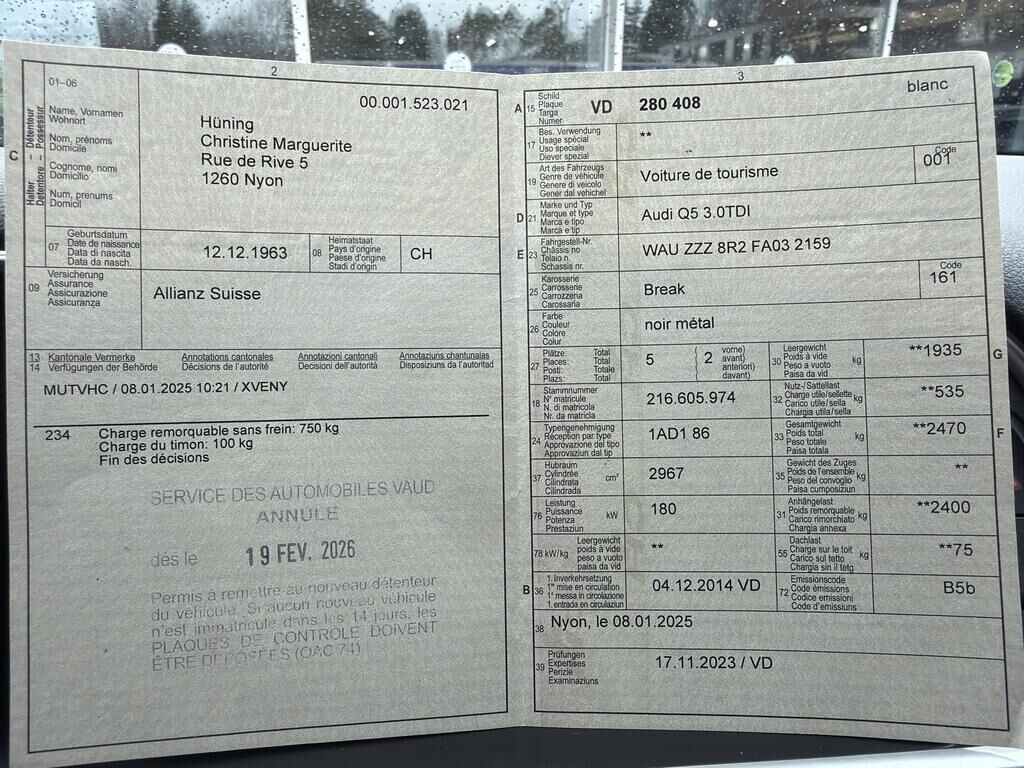 2
01–06
00.001.523.021
C
Halter – Détenteur
Detentore – Possessur
Name, Vornamen
Wohnort
Nom, prénoms
Domicile
Cognome, nomi
Domicilio
Num, prenums
Domicil
Hüning
Christine Marguerite
Rue de Rive 5
1260 Nyon
07
Geburtsdatum
Date de naissance
Data di nascita
Data da nasch.
12.12.1963
08
Heimatstaat
Pays d'origine
Paese d'origine
Stadi d'origin
CH
09
Versicherung
Assurance
Assicurazione
Assicuranza
Allianz Suisse
13 Kantonale Vermerke Annotations cantonales Annotazioni cantonali Annotaziuns chantunalas
14 Verfügungen der Behörde Décisions de l'autorité Decisioni dell'autorità Disposiziuns da l'autoritad
MUTVHC / 08.01.2025 10:21 / XVENY
234 Charge remorquable sans frein: 750 kg
Charge du timon: 100 kg
Fin des décisions
SERVICE DES AUTOMOBILES VAUD
ANNULÉ
dès le 19 FEV. 2026
Permis à remettre au nouveau détenteur
du véhicule. Si aucun nouveau véhicule
n'est immatriculé dans les 14 jours, les
PLAQUES DE CONTRÔLE DOIVENT
ÊTRE DÉPOSÉES (OAC 74)
3
blanc
A 15
Schild
Plaque
Targa
Numer
VD 280 408
17
Bes. Verwendung
Usage spécial
Uso speciale
Diever spezial
**
19
Art des Fahrzeugs
Genre de véhicule
Genere di veicolo
Gener dal vehichel
Voiture de tourisme
Code
001
D 21
Marke und Typ
Marque et type
Marca e tipo
Marca e tip
Audi Q5 3.0TDI
E 23
Fahrgestell-Nr.
Châssis no
Telaio n.
Schassis nr.
WAU ZZZ 8R2 FA03 2159
25
Karosserie
Carrosserie
Carrozzeria
Carossaria
Break
Code
161
26
Farbe
Couleur
Colore
Colur
noir métal
27
Plätze: Total
Places: Total
Posti: Totale
Plazs: Total
5
2
vorne)
avant)
anteriori)
davant)
30
Leergewicht
Poids à vide
Peso a vuoto
Paisa da vid
kg
**1935
G
18
Stammnummer
N° matricule
N. di matricola
Nr. da matricla
216.605.974
32
Nutz-/Sattellast
Charge utile/sellette
Carico utile/sella
Chargia utila/sella
kg
**535
24
Typengenehmigung
Réception par type
Approvazione del tipo
Approvaziun dal tip
1AD1 86
33
Gesamtgewicht
Poids total
Peso totale
Paisa totala
kg
**2470
F
37
Hubraum
Cylindrée
Cilindrata
Cilindrada
cm³
2967
35
Gewicht des Zuges
Poids de l'ensemble
Peso del convoglio
Paisa cumposiziun
kg
**
76
Leistung
Puissance
Potenza
Prestaziun
kW
180
31
Anhängelast
Poids remorquable
Carico rimorchiato
Chargia annexa
kg
**2400
78 kW/kg
Leergewicht
poids à vide
peso a vuoto
paisa da vid
**
55
Dachlast
Charge sur le toit
Carico sul tetto
Chargia sin il tetg
kg
**75
B 36
1. Inverkehrsetzung
1re mise en circulation
1a messa in circolazione
1. entrada en circulaziun
04.12.2014 VD
72
Emissionscode
Code émissions
Codice emissioni
Code d'emissiuns
B5b
38
Nyon, le 08.01.2025
39
Prüfungen
Expertises
Perizie
Examinaziuns
17.11.2023 / VD